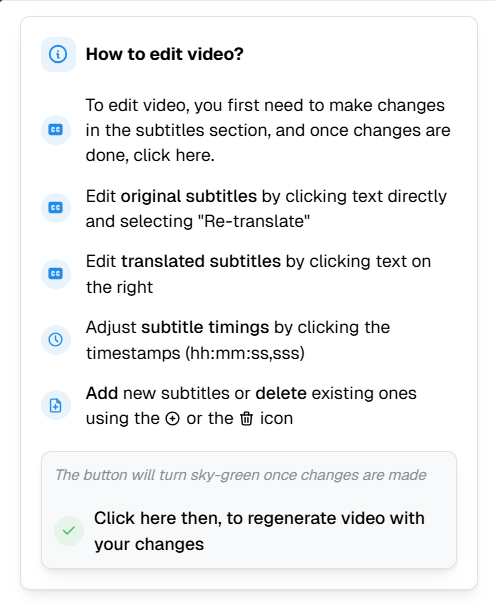 How to edit video?
To edit video, you first need to make changes
in the subtitles section, and once changes are
done, click here.
Edit original subtitles by clicking text directly
and selecting "Re-translate"
Edit translated subtitles by clicking text on
the right
Adjust subtitle timings by clicking the
timestamps (hh:mm:ss,sss)
Add new subtitles or delete existing ones
using the or the icon
The button will turn sky-green once changes are made
Click here then, to regenerate video with
your changes